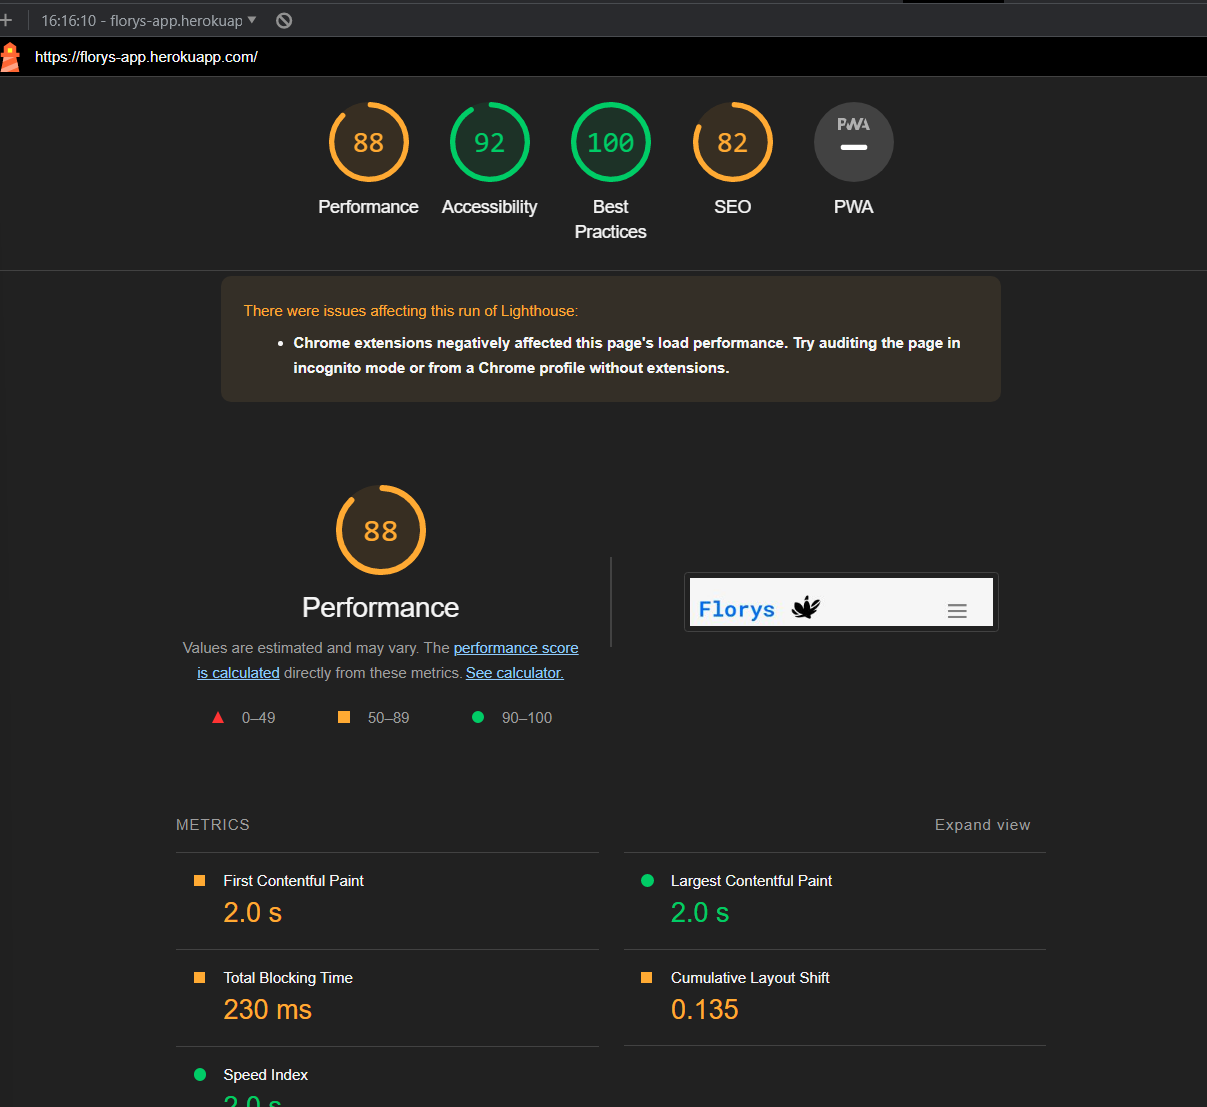 16:16:10 - florys-app.herokuap
https://florys-app.herokuapp.com/
88
92
100
82
PWA
Performance
Accessibility
Best
Practices
SEO
PWA
There were issues affecting this run of Lighthouse:
• Chrome extensions negatively affected this page's load performance. Try auditing the page in
incognito mode or from a Chrome profile without extensions.
88
Performance
Values are estimated and may vary. The performance score
is calculated directly from these metrics. See calculator.
0–49
50–89
90–100
Florys
METRICS
Expand view
First Contentful Paint
2.0 s
Largest Contentful Paint
2.0 s
Total Blocking Time
230 ms
Cumulative Layout Shift
0.135
Speed Index
2.0 s